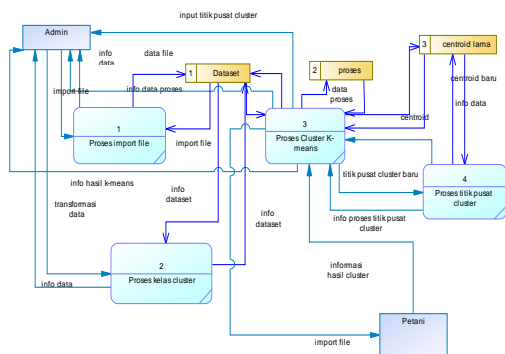 input titik pusat cluster
Admin
info
data
data file
1 Dataset
2 proses
3 centroid lama
centroid baru
import file
info data proses
data
proses
info data
centroid
1
Proses import file
import file
3
Proses Cluster K-
means
info hasil k-means
titik pusat cluster baru
4
Proses titik pusat
cluster
transformasi
data
info
dataset
info
dataset
info proses titik pusat
cluster
2
Proses kelas cluster
informasi
hasil cluster
info data
Petani
import file